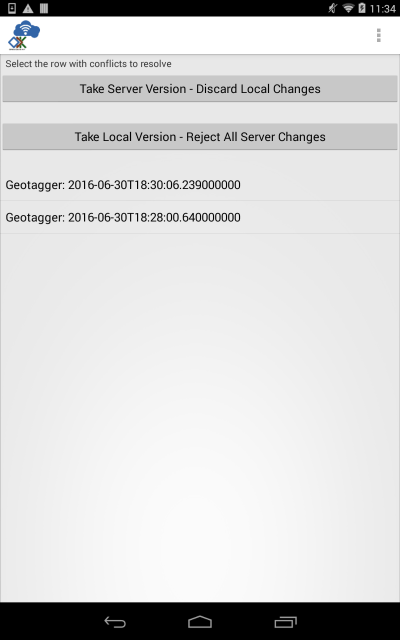 11:34
Select the row with conflicts to resolve
Take Server Version - Discard Local Changes
Take Local Version - Reject All Server Changes
Geotagger: 2016-06-30T18:30:06.239000000
Geotagger: 2016-06-30T18:28:00.640000000